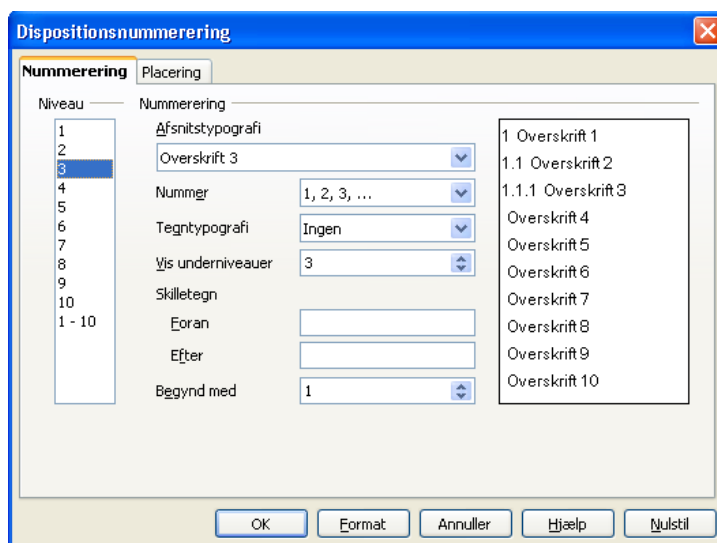 Dispositionsnummerering
Nummerering Placering
Niveau
1
2
3
4
5
6
7
8
9
10
1 - 10
Nummerering
Afsnitstypografi
Overskrift 3
Nummer 1, 2, 3, ...
Tegntypografi Ingen
Vis underniveauer 3
Skilletegn
Foran
Efter
Begynd med 1
1 Overskrift 1
1.1 Overskrift 2
1.1.1 Overskrift 3
Overskrift 4
Overskrift 5
Overskrift 6
Overskrift 7
Overskrift 8
Overskrift 9
Overskrift 10
OK Format Annuller Hjælp Nulstil